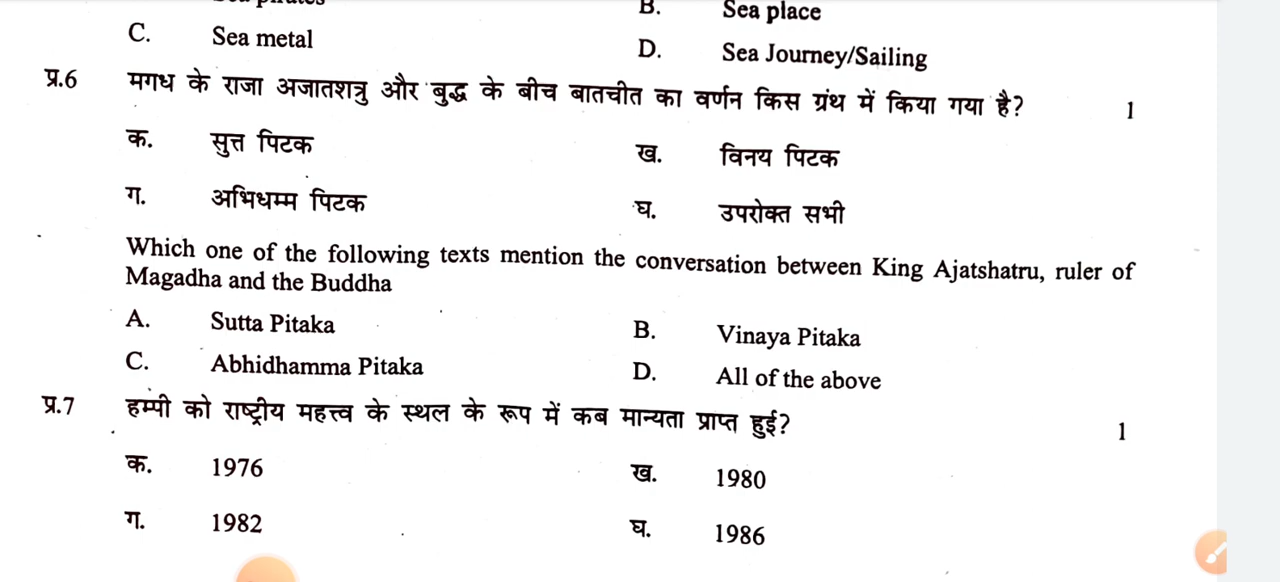 B. Sea place
C. Sea metal
D. Sea Journey/Sailing
प्र.6 मगध के राजा अजातशत्रु और बुद्ध के बीच बातचीत का वर्णन किस ग्रंथ में किया गया है? 1
क. सुत्त पिटक ख. विनय पिटक
ग. अभिधम्म पिटक घ. उपरोक्त सभी
Which one of the following texts mention the conversation between King Ajatshatru, ruler of
Magadha and the Buddha
A. Sutta Pitaka B. Vinaya Pitaka
C. Abhidhamma Pitaka D. All of the above
प्र.7 हम्पी को राष्ट्रीय महत्त्व के स्थल के रूप में कब मान्यता प्राप्त हुई? 1
क. 1976 ख. 1980
ग. 1982 घ. 1986